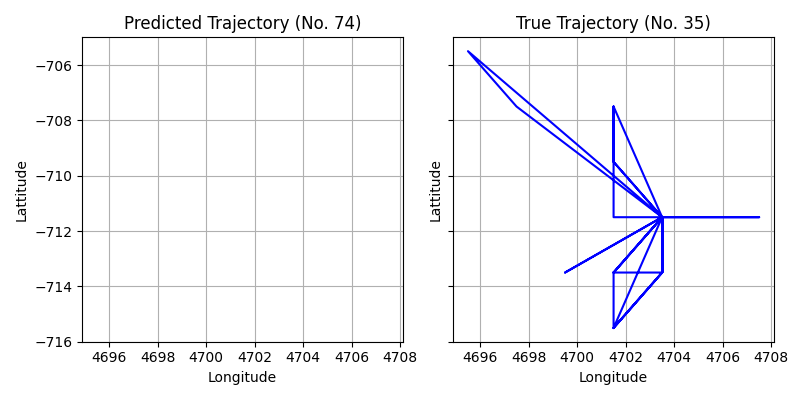 Predicted Trajectory (No. 74)
Lattitude
−706
−708
−710
−712
−714
−716
4696 4698 4700 4702 4704 4706 4708
Longitude
True Trajectory (No. 35)
Lattitude
4696 4698 4700 4702 4704 4706 4708
Longitude